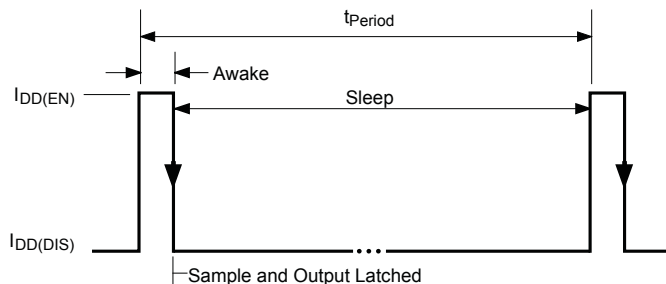 tPeriod
Awake
IDD(EN)
Sleep
IDD(DIS)
Sample and Output Latched